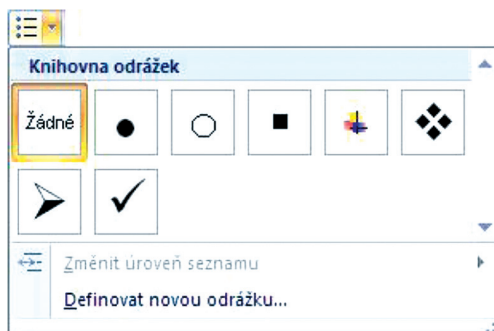 Knihovna odrážek
Žádné
Změnit úroveň seznamu
Definovat novou odrážku...